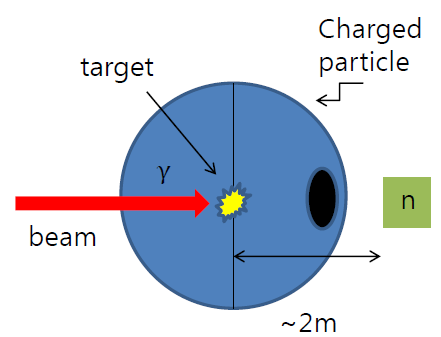 Charged
particle
target
γ
n
beam
~2m